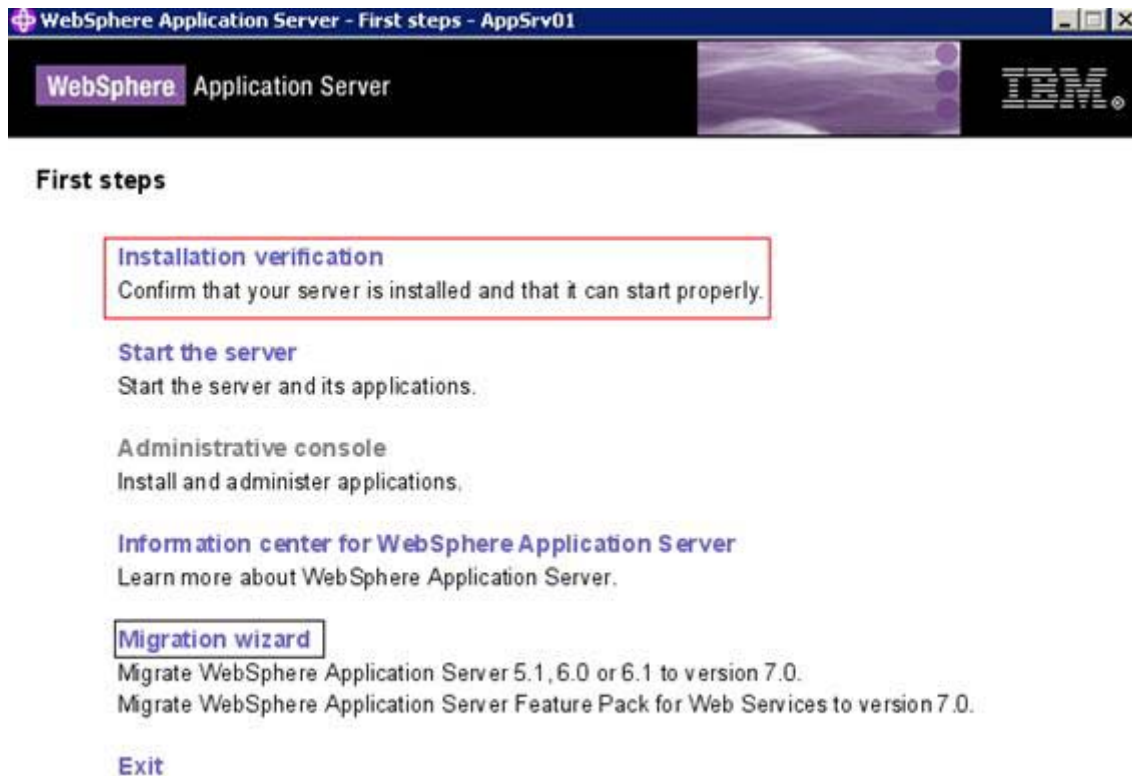 WebSphere Application Server - First steps - AppSrv01
WebSphere Application Server
IBM®
First steps
Installation verification
Confirm that your server is installed and that it can start properly.
Start the server
Start the server and its applications.
Administrative console
Install and administer applications.
Information center for WebSphere Application Server
Learn more about WebSphere Application Server.
Migration wizard
Migrate WebSphere Application Server 5.1, 6.0 or 6.1 to version 7.0.
Migrate WebSphere Application Server Feature Pack for Web Services to version 7.0.
Exit